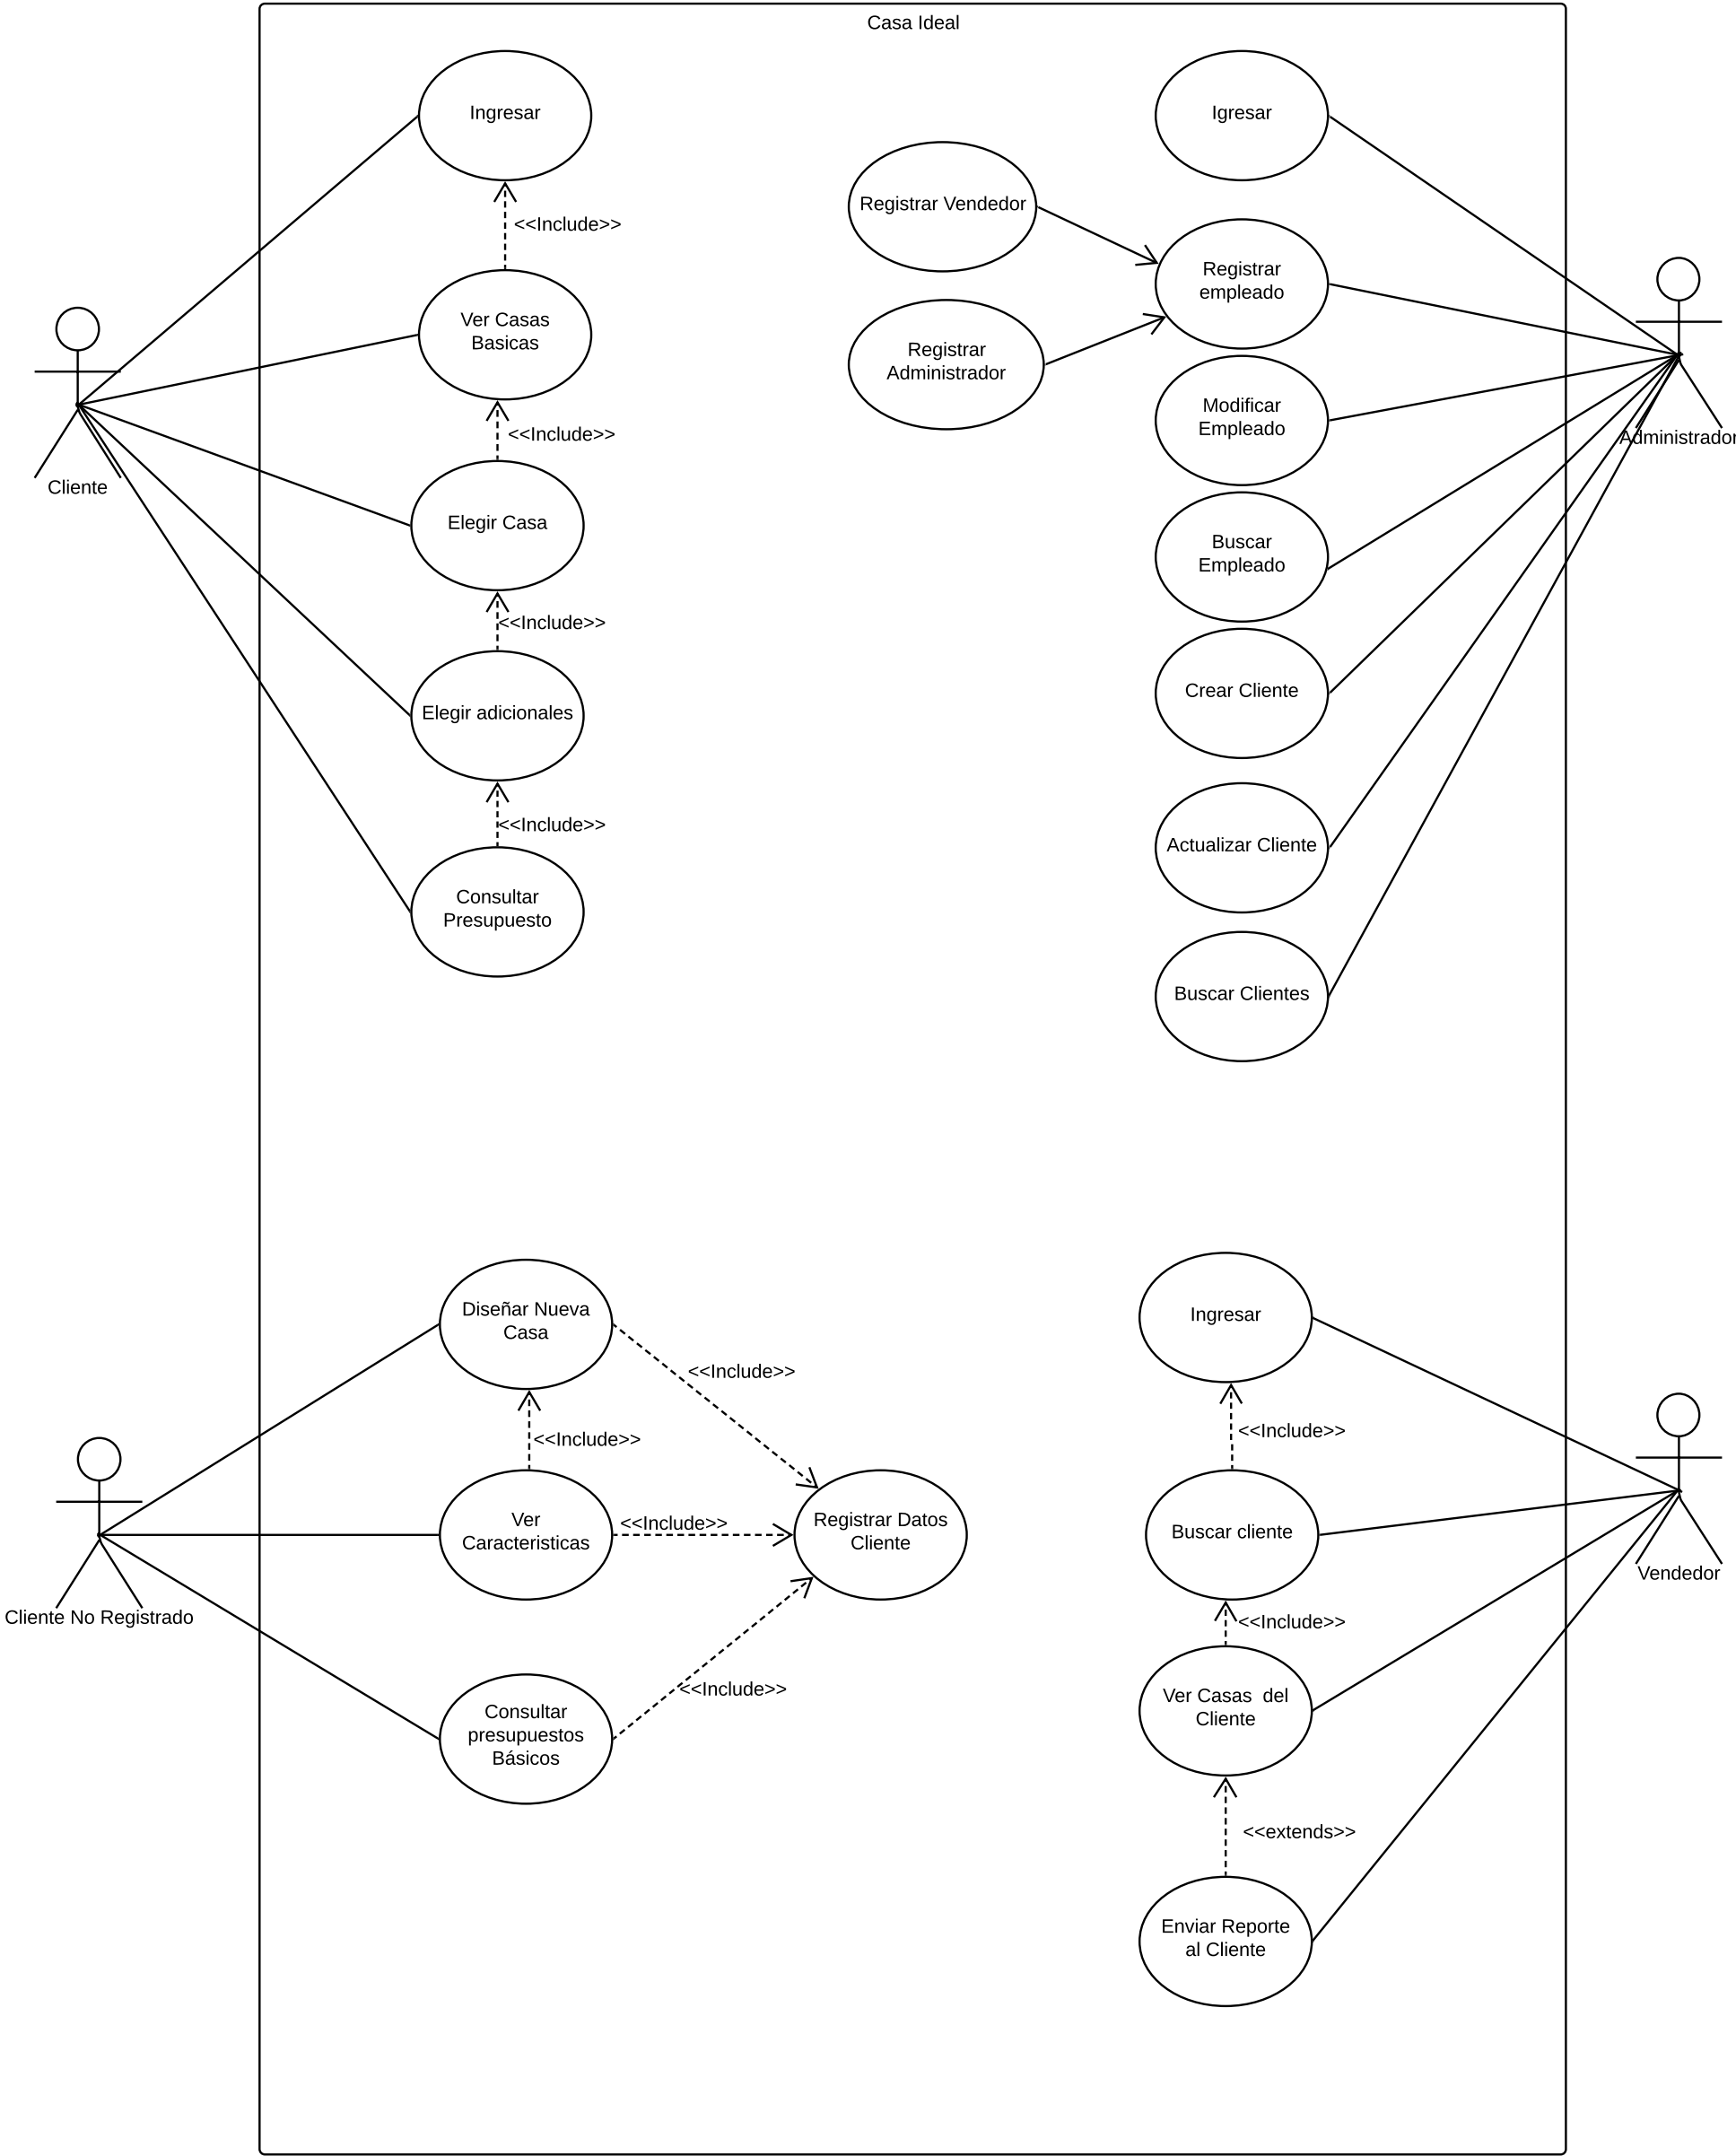 Casa Ideal
Ingresar
<<Include>>
Ver Casas
Basicas
<<Include>>
Elegir Casa
<<Include>>
Elegir adicionales
<<Include>>
Consultar
Presupuesto
Cliente
Igresar
Registrar Vendedor
Registrar
empleado
Registrar
Administrador
Modificar
Empleado
Buscar
Empleado
Crear Cliente
Actualizar Cliente
Buscar Clientes
Administrador
Diseñar Nueva
Casa
<<Include>>
<<Include>>
Ver
Caracteristicas
<<Include>>
Registrar Datos
Cliente
<<Include>>
Consultar
presupuestos
Básicos
Cliente No Registrado
Ingresar
<<Include>>
Buscar cliente
<<Include>>
Ver Casas  del
Cliente
<<extends>>
Enviar Reporte
al Cliente
Vendedor